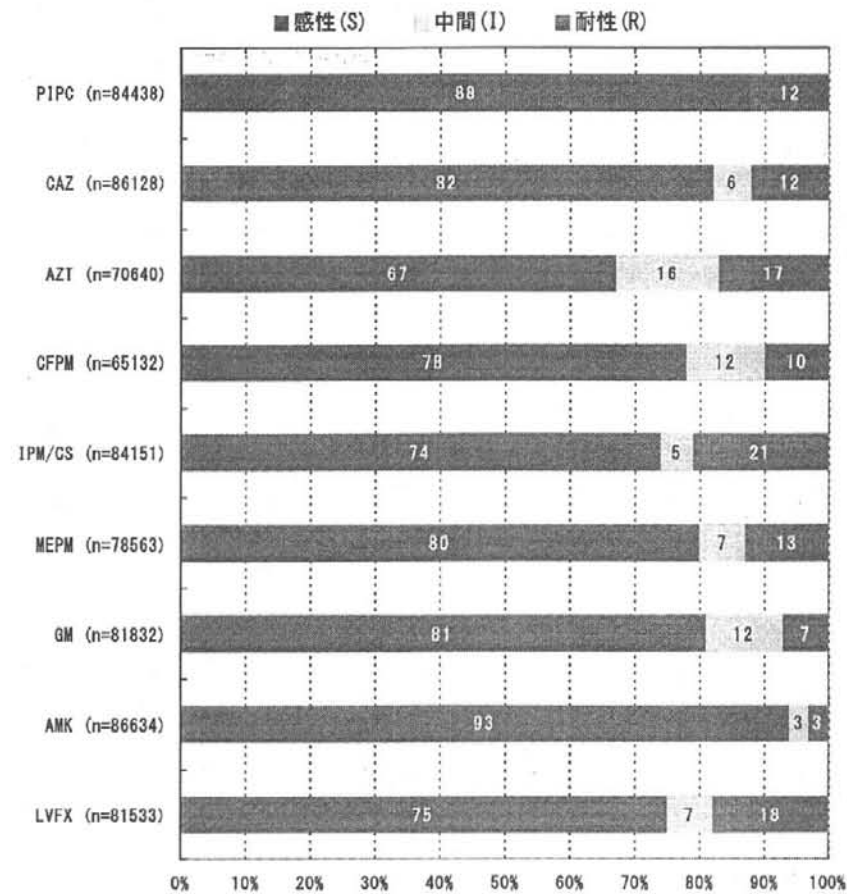 ■感性(S) 中間(I) ■耐性(R)
PIPC (n=84438) 88 12
CAZ (n=86128) 82 6 12
AZT (n=70640) 67 16 17
CFPM (n=65132) 78 12 10
IPM/CS (n=84151) 74 5 21
MEPM (n=78563) 80 7 13
GM (n=81832) 81 12 7
AMK (n=86634) 93 3 3
LVFX (n=81533) 75 7 18
0% 10% 20% 30% 40% 50% 60% 70% 80% 90% 100%